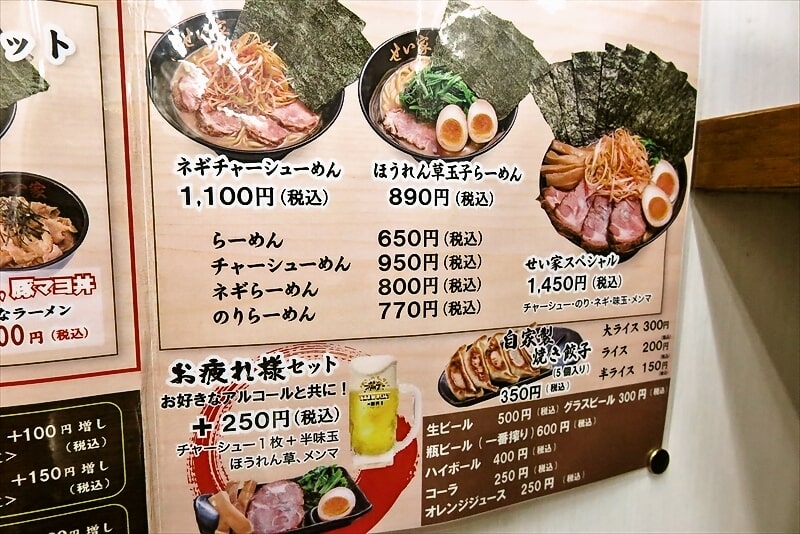 ット
せい家
せい家
ネギチャーシューめん
1,100円(税込)
ほうれん草玉子らーめん
890円(税込)
らーめん 650円(税込)
チャーシューめん 950円(税込)
ネギらーめん 800円(税込)
のりらーめん 770円(税込)
せい家スペシャル
1,450円(税込)
チャーシュー・のり・ネギ・味玉・メンマ
豚マヨ丼
なラーメン
00円(税込)
お疲れ様セット
お好きなアルコールと共に!
+250円(税込)
チャーシュー1枚+半味玉
ほうれん草、メンマ
自家製
焼き餃子
(5個入り)
350円(税込)
大ライス 300円(税込)
ライス 200円(税込)
半ライス 150円(税込)
生ビール 500円(税込) グラスビール 300円(税込)
瓶ビール(一番搾り)600円(税込)
ハイボール 400円(税込)
コーラ 250円(税込)
オレンジジュース 250円(税込)
+100円増し
(税込)
+150円増し
(税込)
円増し